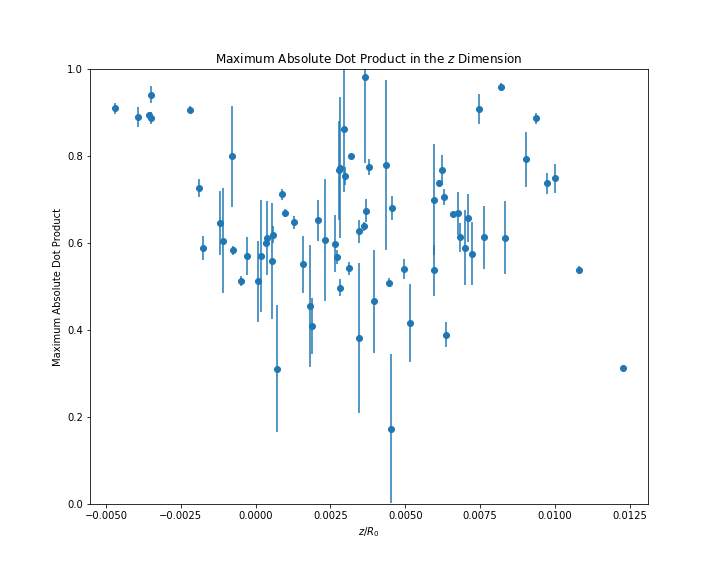 Maximum Absolute Dot Product in the z Dimension
1.0
0.8
0.6
0.4
0.2
0.0
Maximum Absolute Dot Product
−0.0050 −0.0025 0.0000 0.0025 0.0050 0.0075 0.0100 0.0125
z/R₀